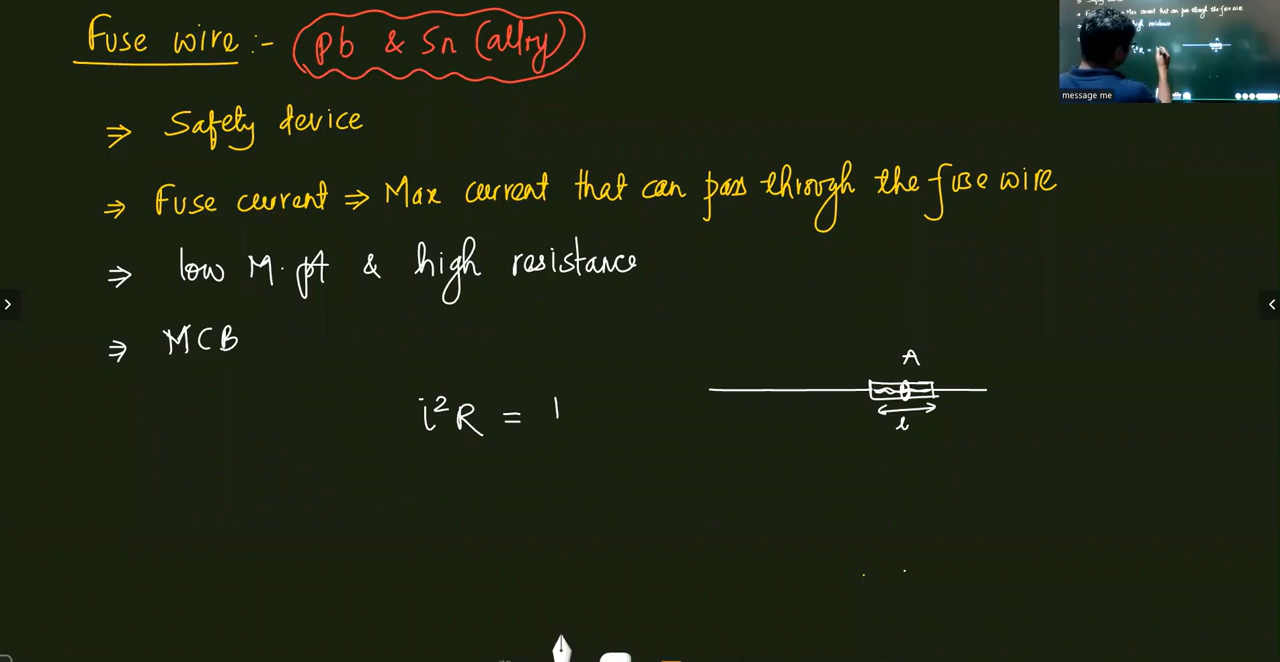 Fuse wire :- Pb & Sn (alloy)
⇒ Safety device
⇒ Fuse current ⇒ Max current that can pass through the fuse wire
⇒ low M.pt & high resistance
⇒ MCB
A
i²R =
l
message me